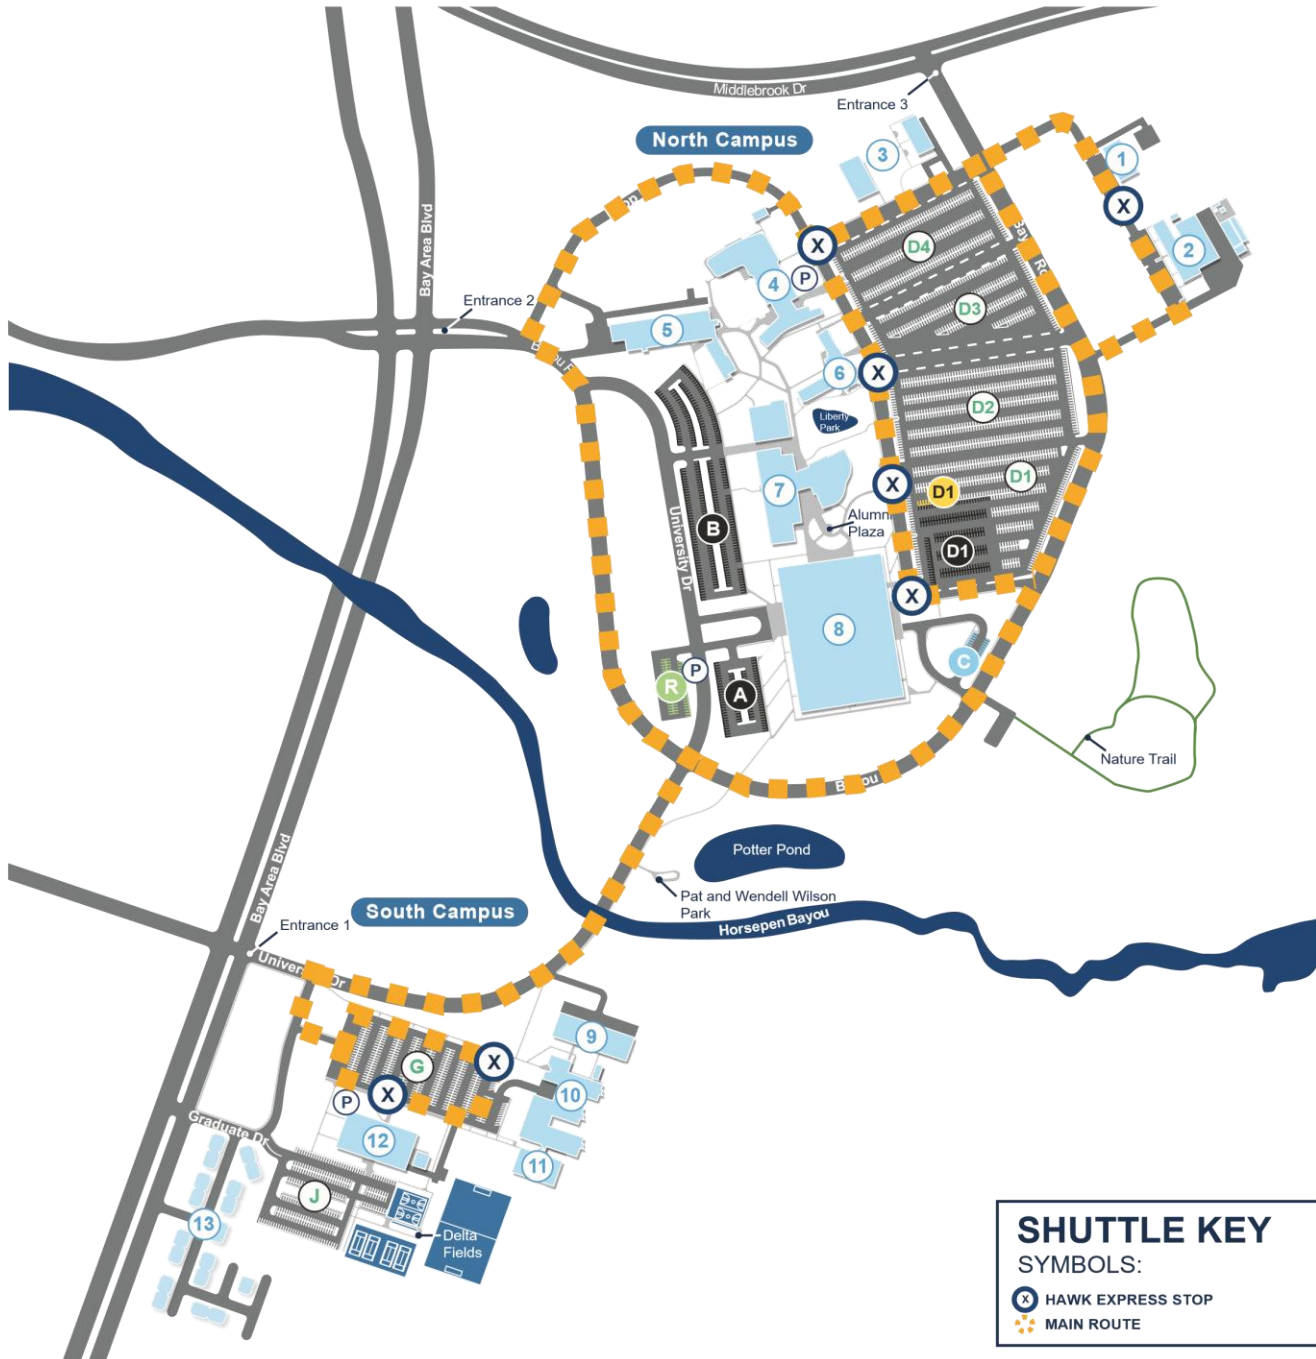 Middlebrook Dr
Entrance 3
North Campus
3
1
X
X
2
Bay Area Blvd
D4
4
P
Entrance 2
D3
5
6
X
D2
Liberty
Park
D1
7
X
D1
University Dr
B
Alumn
Plaza
D1
X
8
C
P
R
A
Nature Trail
Bay Area Blvd
Potter Pond
Pat and Wendell Wilson
Park
South Campus
Horsepen Bayou
Entrance 1
9
X
G
10
X
P
Graduate Dr
12
11
J
13
Delta
Fields
SHUTTLE KEY
SYMBOLS:
X HAWK EXPRESS STOP
MAIN ROUTE